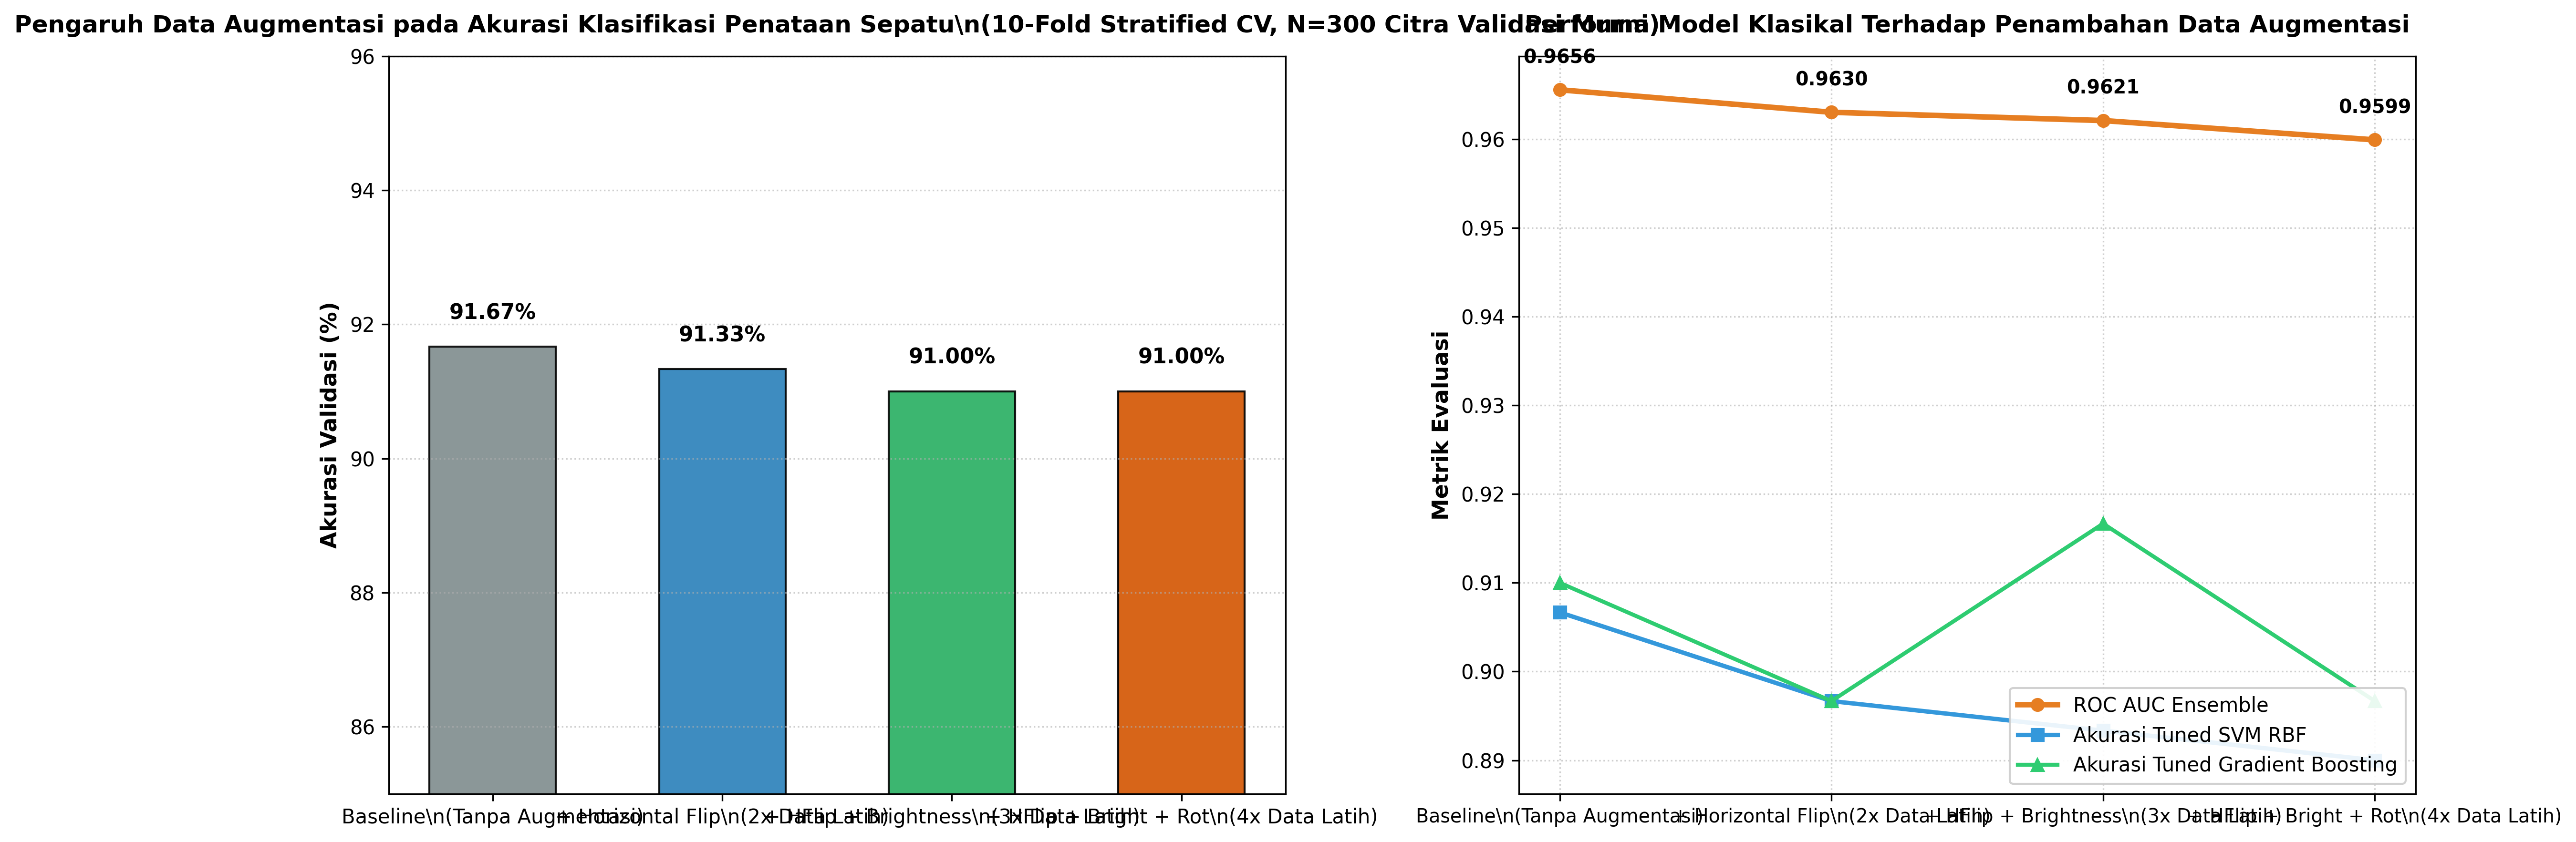 Pengaruh Data Augmentasi pada Akurasi Klasifikasi Penataan Sepatu\n(10-Fold Stratified CV, N=300 Citra Validasi Murni)
96
94
92
90
88
86
Akurasi Validasi (%)
91.67%
91.33%
91.00%
91.00%
Baseline\n(Tanpa Augmentasi)
+ Horizontal Flip\n(2x Data Latih)
+ HFlip + Brightness\n(3x Data Latih)
+ HFlip + Bright + Rot\n(4x Data Latih)
Performa Model Klasikal Terhadap Penambahan Data Augmentasi
0.9656
0.9630
0.9621
0.9599
0.96
0.95
0.94
0.93
0.92
0.91
0.90
0.89
Metrik Evaluasi
ROC AUC Ensemble
Akurasi Tuned SVM RBF
Akurasi Tuned Gradient Boosting
Baseline\n(Tanpa Augmentasi)
+ Horizontal Flip\n(2x Data Latih)
+ HFlip + Brightness\n(3x Data Latih)
+ HFlip + Bright + Rot\n(4x Data Latih)